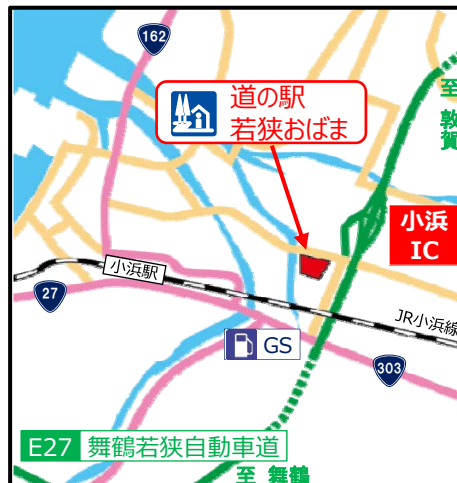 162
道の駅
若狭おばま
至
敦
賀
小浜
IC
小浜駅
27
JR小浜線
GS
303
E27 舞鶴若狭自動車道
至 舞鶴